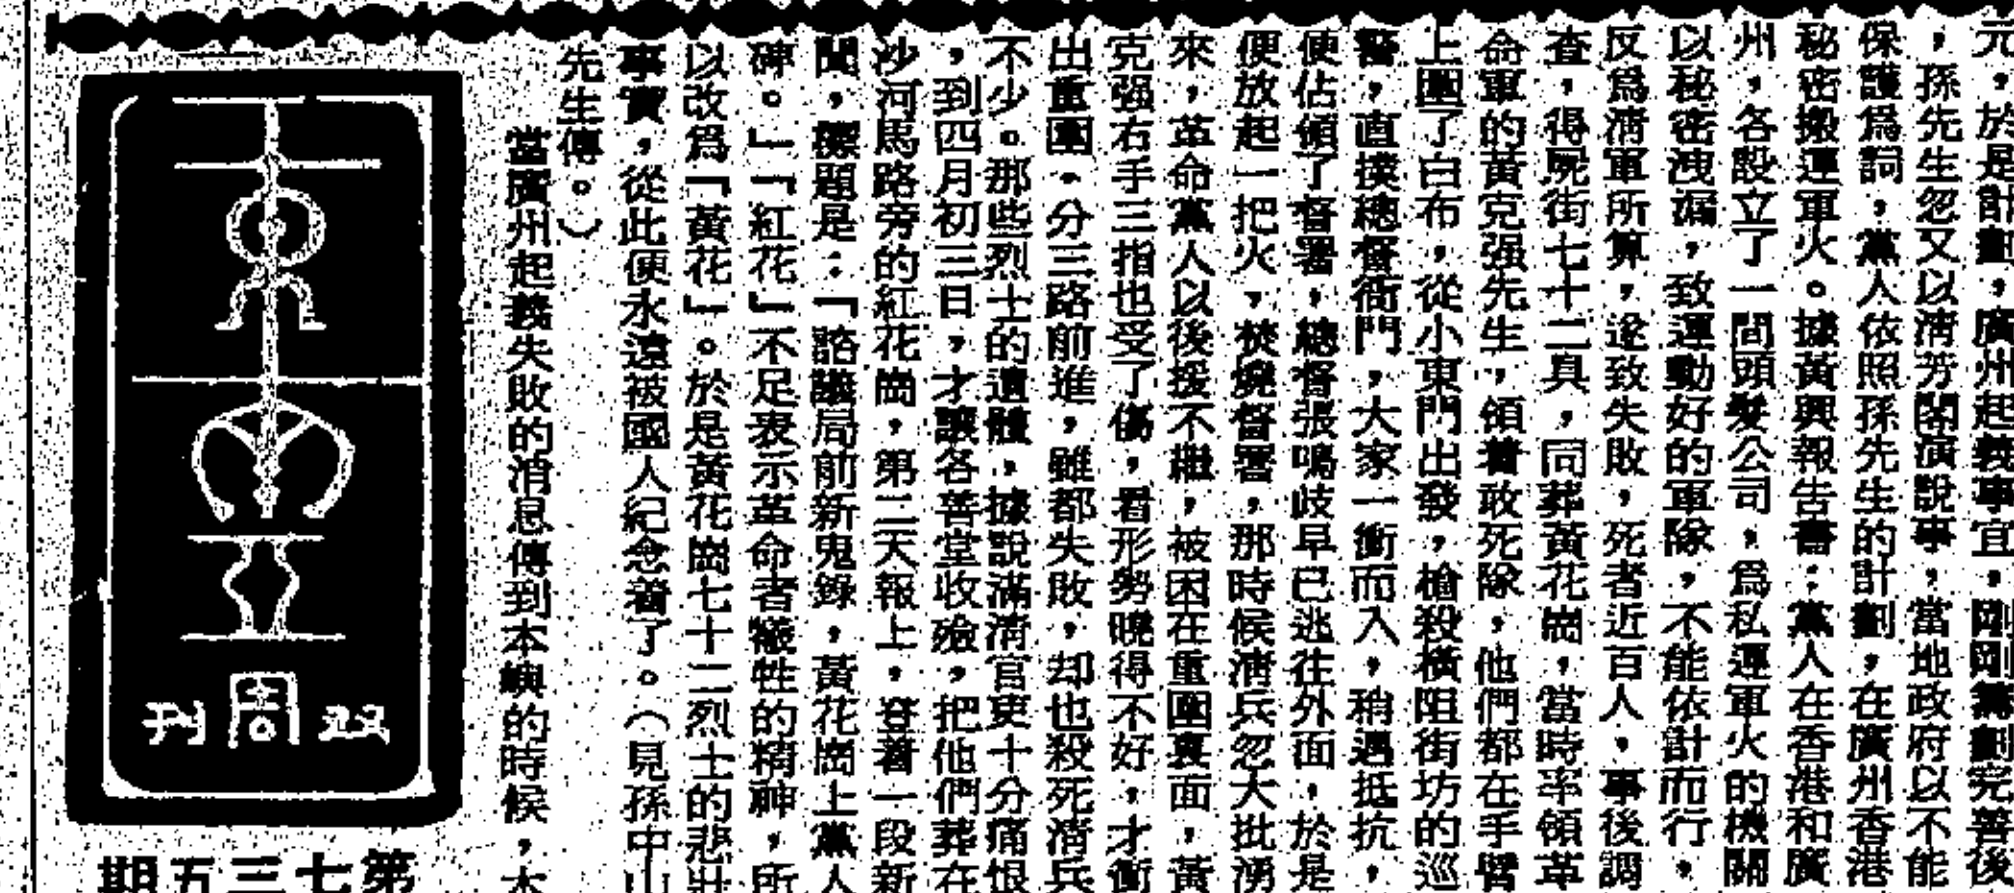 元，於是計劃，廣州起義事宜，剛剛籌劃完善後
，孫先生忽又以清芳閣演說事，當地政府以不能
保護爲詞，黨人依照孫先生的計劃，在廣州香港
秘密搬運軍火。據黃興報告書：黨人在香港和廣
州，各設立了一間頭髮公司，爲私運軍火的機關
以秘密洩漏，致運動好的軍隊，不能依計而行，
反爲清軍所算，遂致失敗，死者近百人，事後調
查，得屍街七十二具，同葬黃花崗，當時率領革
命軍的黃克强先生，領着敢死隊，他們都在手臂
上圍了白布，從小東門出發，槍殺橫阻街坊的巡
警，直撲總督衙門，大家一衝而入，稍遇抵抗，
便佔領了督署，總督張鳴岐早已逃往外面，於是
便放起一把火，焚燒督署，那時候清兵忽大批湧
來，革命黨人以後援不繼，被困在重圍裏面，黃
克强右手三指也受了傷，看形勢曉得不好，才衝
出重圍，分三路前進，雖都失敗，却也殺死清兵
不少。那些烈士的遺體，據說滿清官吏十分痛恨
，到四月初三日，才讓各善堂收殮，把他們葬在
沙河馬路旁的紅花崗，第二天報上，登着一段新
聞，標題是：「諮議局前新鬼錄，黃花崗上黨人
碑。」「紅花」不足表示革命者犧牲的精神，所
以改爲「黃花」。於是黃花崗七十二烈士的悲壯
事實，從此便永遠被國人紀念着了。（見孫中山
先生傳。）
當廣州起義失敗的消息傳到本嶼的時候，本
双周刊
第七三五期